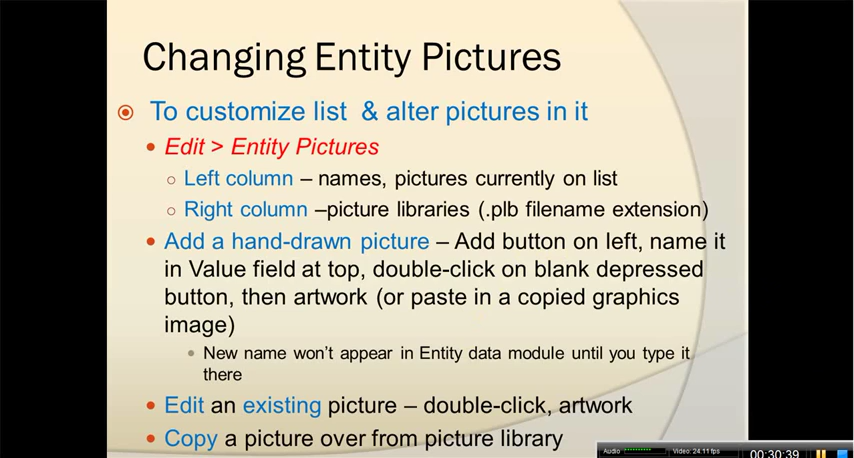 Changing Entity Pictures
To customize list & alter pictures in it
Edit > Entity Pictures
Left column – names, pictures currently on list
Right column –picture libraries (.plb filename extension)
Add a hand-drawn picture – Add button on left, name it
in Value field at top, double-click on blank depressed
button, then artwork (or paste in a copied graphics
image)
New name won't appear in Entity data module until you type it
there
Edit an existing picture – double-click, artwork
Copy a picture over from picture library
Audio Video: 24.11 fps
00:30:39